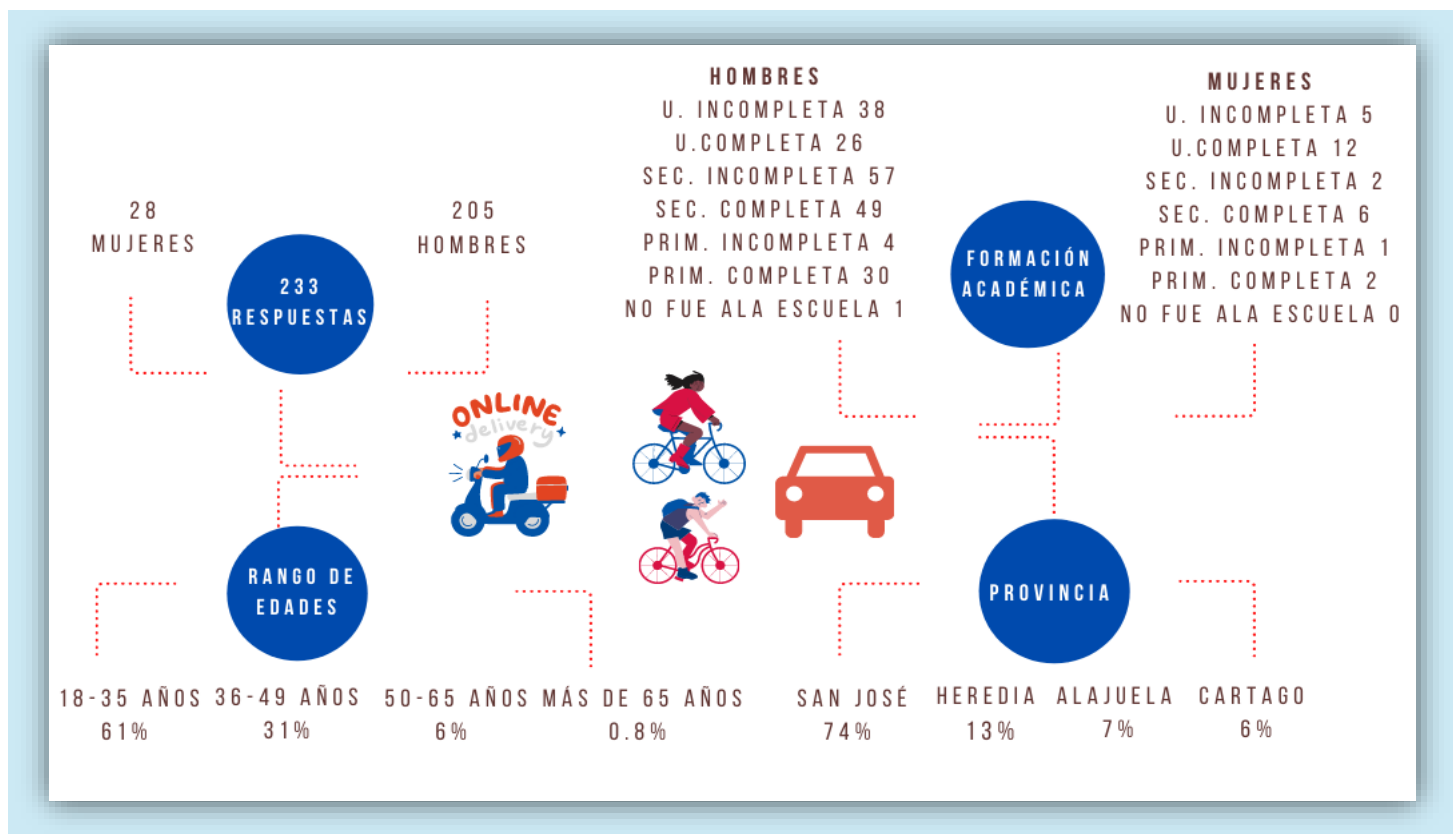 28
MUJERES
233
RESPUESTAS
205
HOMBRES
HOMBRES
U. INCOMPLETA 38
U.COMPLETA 26
SEC. INCOMPLETA 57
SEC. COMPLETA 49
PRIM. INCOMPLETA 4
PRIM. COMPLETA 30
NO FUE ALA ESCUELA 1
FORMACIÓN
ACADÉMICA
MUJERES
U. INCOMPLETA 5
U.COMPLETA 12
SEC. INCOMPLETA 2
SEC. COMPLETA 6
PRIM. INCOMPLETA 1
PRIM. COMPLETA 2
NO FUE ALA ESCUELA 0
ONLINE
delivery
RANGO DE
EDADES
18-35 AÑOS
61%
36-49 AÑOS
31%
50-65 AÑOS
6%
MÁS DE 65 AÑOS
0.8%
PROVINCIA
SAN JOSÉ
74%
HEREDIA
13%
ALAJUELA
7%
CARTAGO
6%